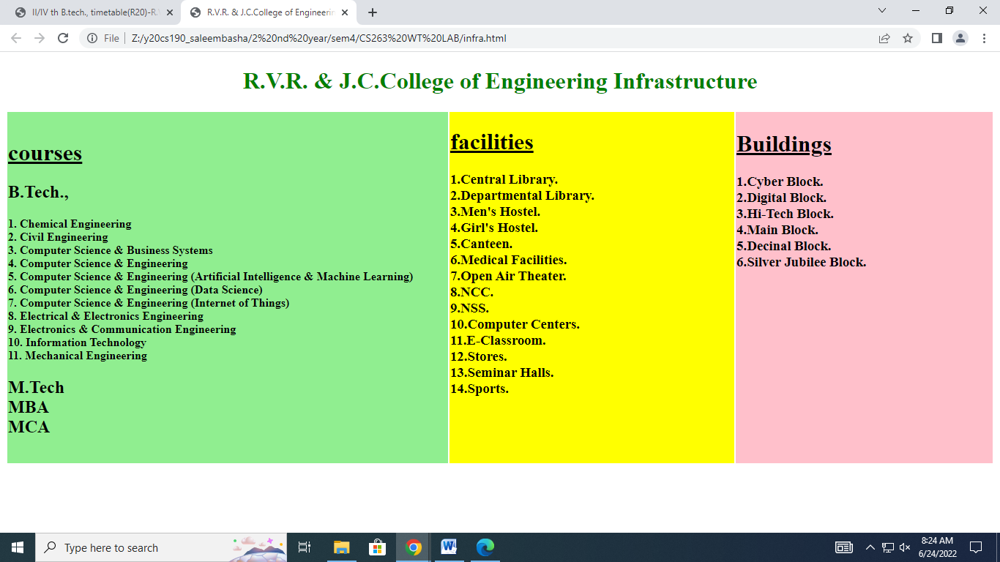 II/IV th B.tech., timetable(R20)-R.V
R.V.R. & J.C.College of Engineerin
File
Z:/y20cs190_saleembasha/2%20nd%20year/sem4/CS263%20WT%20LAB/infra.html
R.V.R. & J.C.College of Engineering Infrastructure
courses
B.Tech.,
1. Chemical Engineering
2. Civil Engineering
3. Computer Science & Business Systems
4. Computer Science & Engineering
5. Computer Science & Engineering (Artificial Intelligence & Machine Learning)
6. Computer Science & Engineering (Data Science)
7. Computer Science & Engineering (Internet of Things)
8. Electrical & Electronics Engineering
9. Electronics & Communication Engineering
10. Information Technology
11. Mechanical Engineering
M.Tech
MBA
MCA
facilities
1.Central Library.
2.Departmental Library.
3.Men's Hostel.
4.Girl's Hostel.
5.Canteen.
6.Medical Facilities.
7.Open Air Theater.
8.NCC.
9.NSS.
10.Computer Centers.
11.E-Classroom.
12.Stores.
13.Seminar Halls.
14.Sports.
Buildings
1.Cyber Block.
2.Digital Block.
3.Hi-Tech Block.
4.Main Block.
5.Decinal Block.
6.Silver Jubilee Block.
Type here to search
8:24 AM
6/24/2022